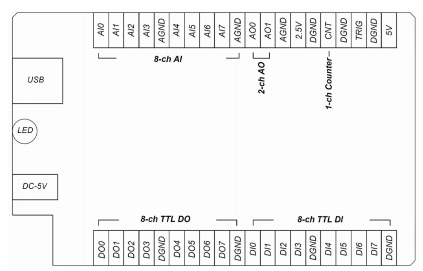 AI0 AI1 AI2 AI3 AGND AI4 AI5 AI6 AI7 AGND AO0 AO1 AGND 2.5V DGND CNT DGND TRIG DGND 5V
8-ch AI
2-ch AO
1-ch Counter
USB
LED
DC-5V
8-ch TTL DO
8-ch TTL DI
DO0 DO1 DO2 DO3 DGND DO4 DO5 DO6 DO7 DGND DI0 DI1 DI2 DI3 DGND DI4 DI5 DI6 DI7 DGND